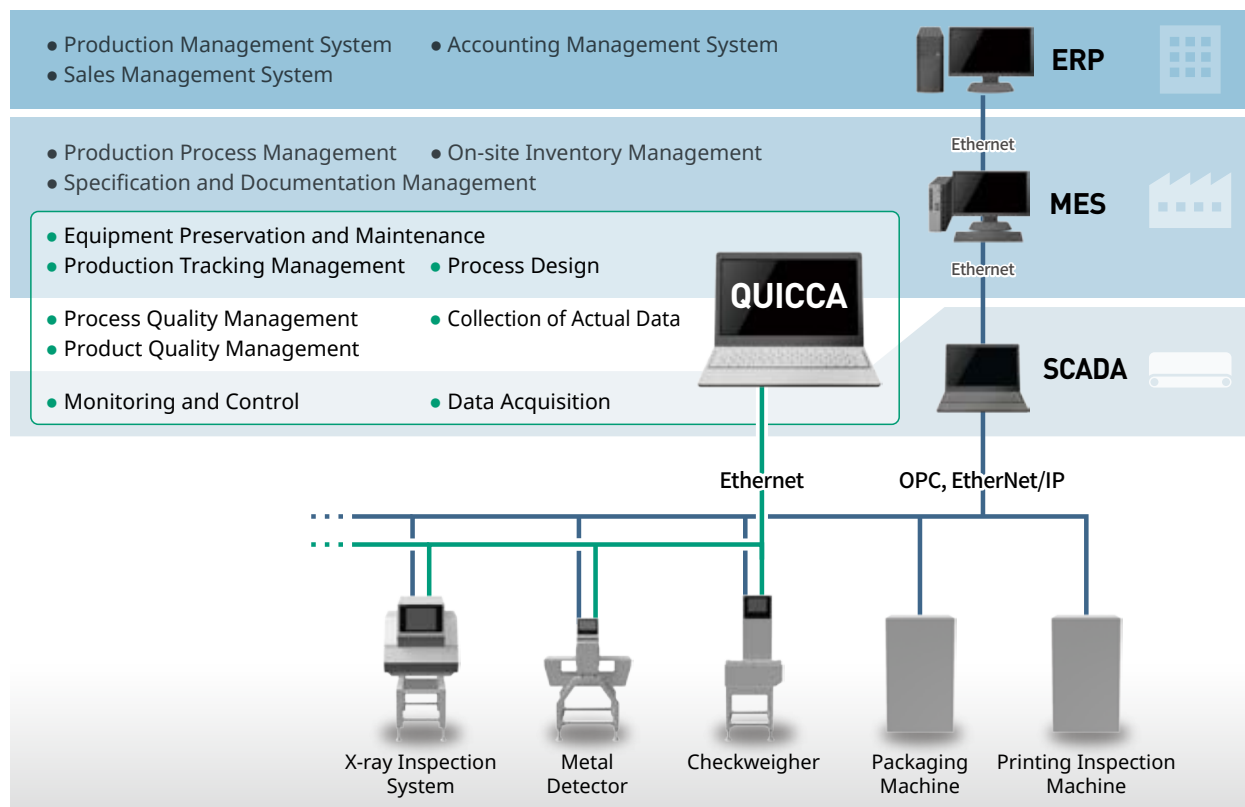 ● Production Management System ● Accounting Management System
● Sales Management System
ERP
Ethernet
● Production Process Management ● On-site Inventory Management
● Specification and Documentation Management
MES
Ethernet
● Equipment Preservation and Maintenance
● Production Tracking Management ● Process Design
QUICCA
● Process Quality Management ● Collection of Actual Data
● Product Quality Management
SCADA
● Monitoring and Control ● Data Acquisition
Ethernet
OPC, EtherNet/IP
X-ray Inspection
System
Metal
Detector
Checkweigher
Packaging
Machine
Printing Inspection
Machine